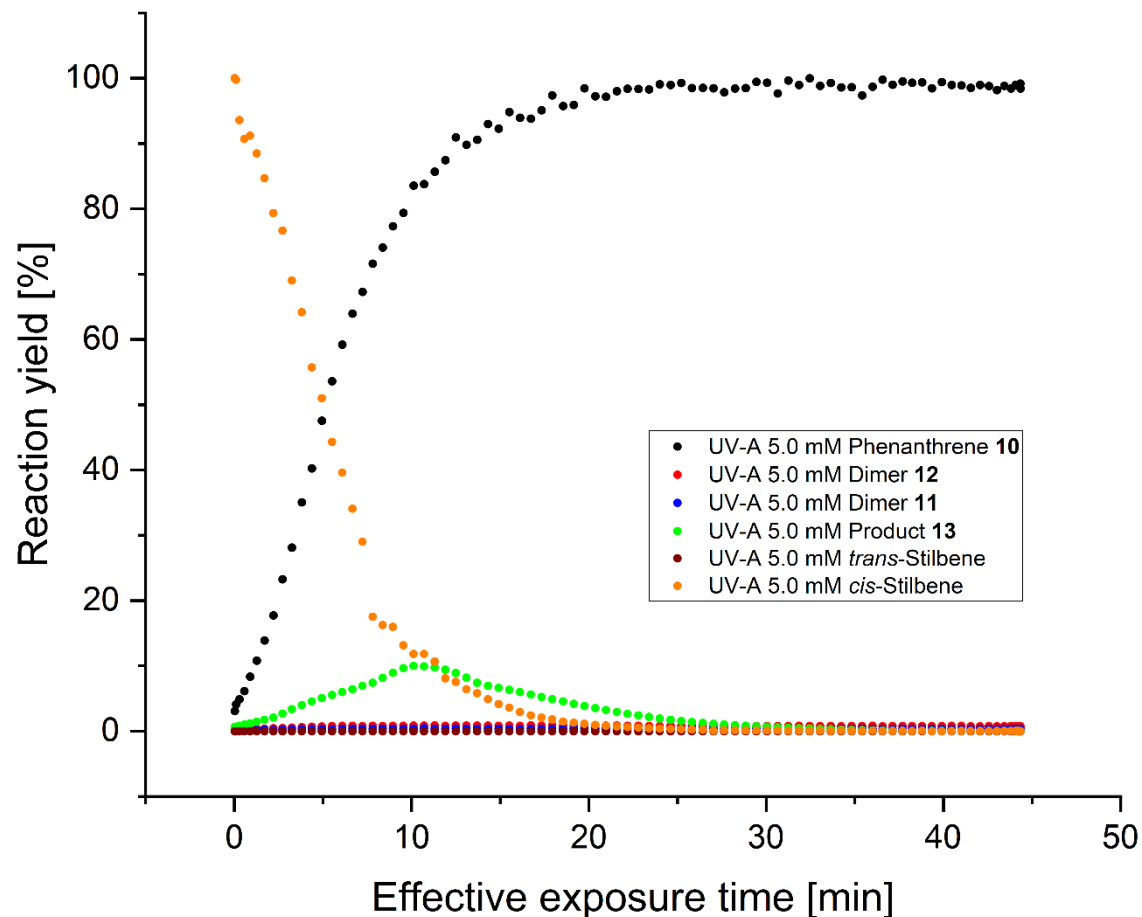 Reaction yield [%]
100
80
60
40
20
0
UV-A 5.0 mM Phenanthrene 10
UV-A 5.0 mM Dimer 12
UV-A 5.0 mM Dimer 11
UV-A 5.0 mM Product 13
UV-A 5.0 mM trans-Stilbene
UV-A 5.0 mM cis-Stilbene
0 10 20 30 40 50
Effective exposure time [min]